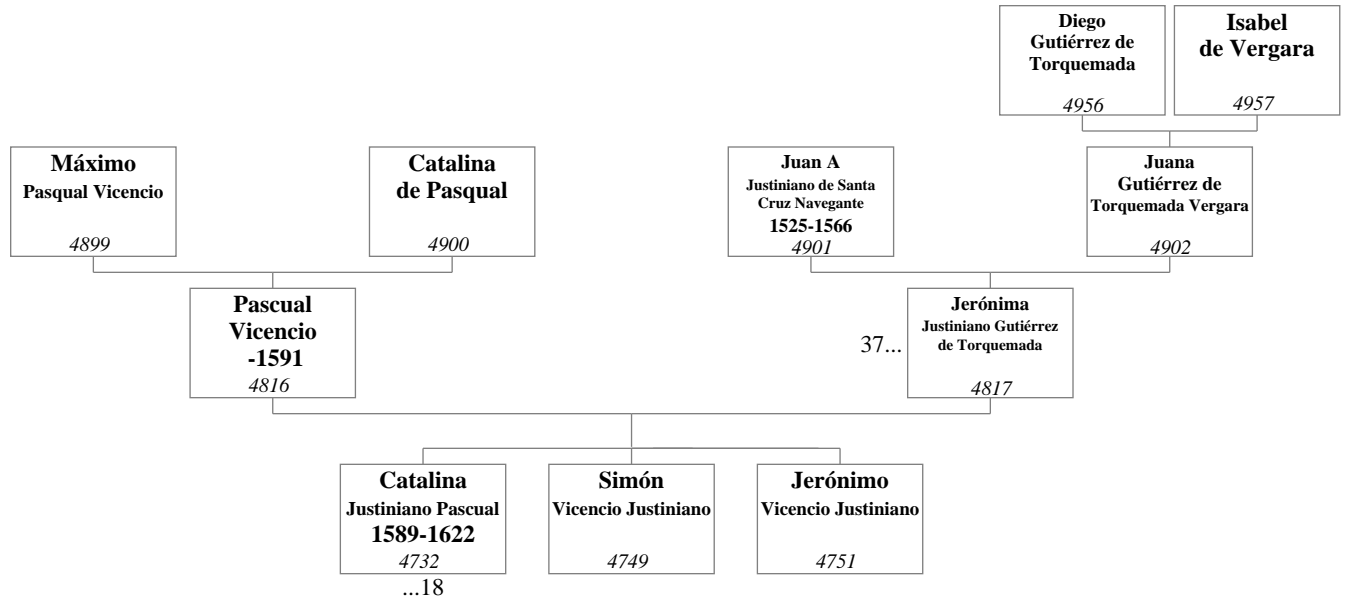 Diego
Gutiérrez de
Torquemada
4956
Isabel
de Vergara
4957
Máximo
Pasqual Vicencio
4899
Catalina
de Pasqual
4900
Juan A
Justiniano de Santa
Cruz Navegante
1525-1566
4901
Juana
Gutiérrez de
Torquemada Vergara
4902
Pascual
Vicencio
-1591
4816
37...
Jerónima
Justiniano Gutiérrez
de Torquemada
4817
Catalina
Justiniano Pascual
1589-1622
4732
...18
Simón
Vicencio Justiniano
4749
Jerónimo
Vicencio Justiniano
4751